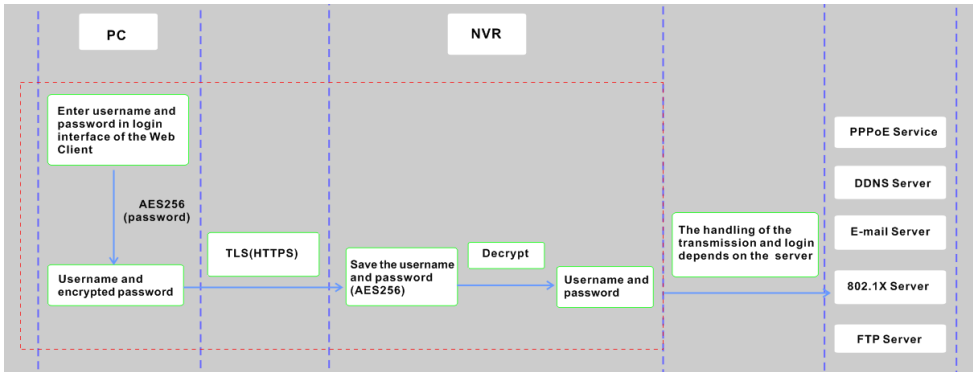 PC
NVR
Enter username and
password in login
interface of the Web
Client
AES256
(password)
Username and
encrypted password
TLS(HTTPS)
Save the username
and password
(AES256)
Decrypt
Username and
password
The handling of the
transmission and login
depends on the server
PPPoE Service
DDNS Server
E-mail Server
802.1X Server
FTP Server